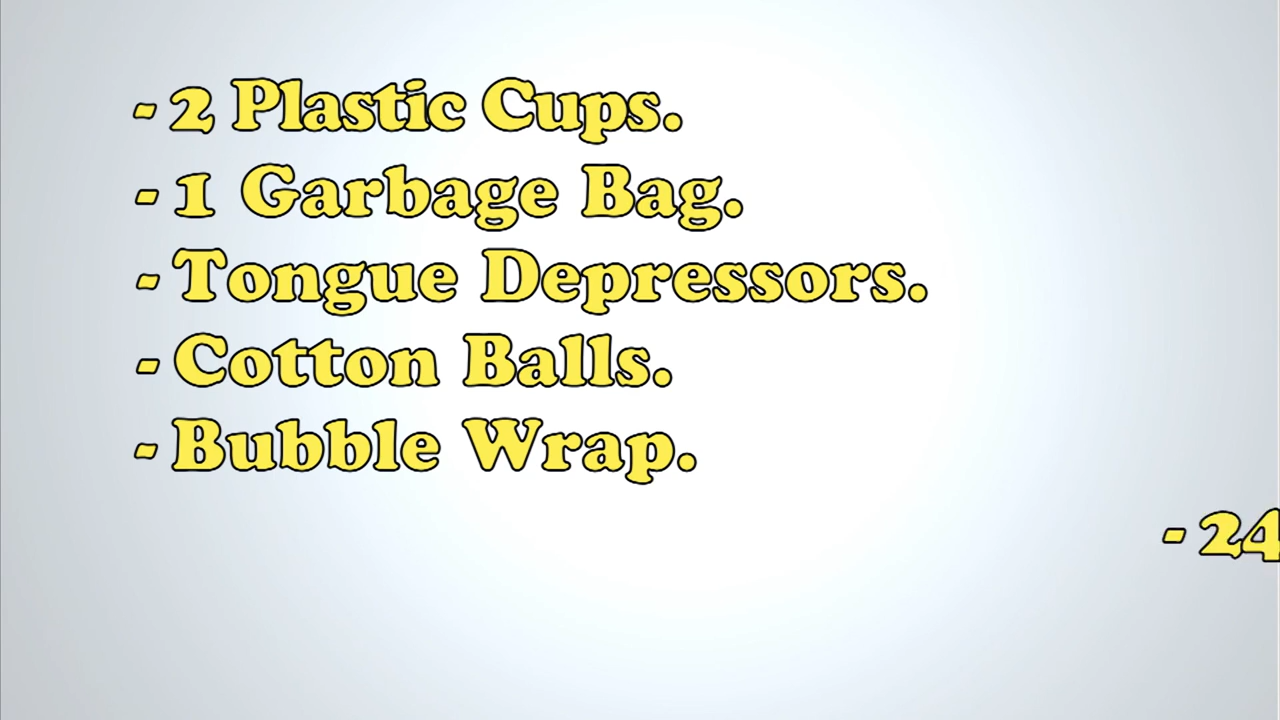 - 2 Plastic Cups.
- 1 Garbage Bag.
- Tongue Depressors.
- Cotton Balls.
- Bubble Wrap.
- 24